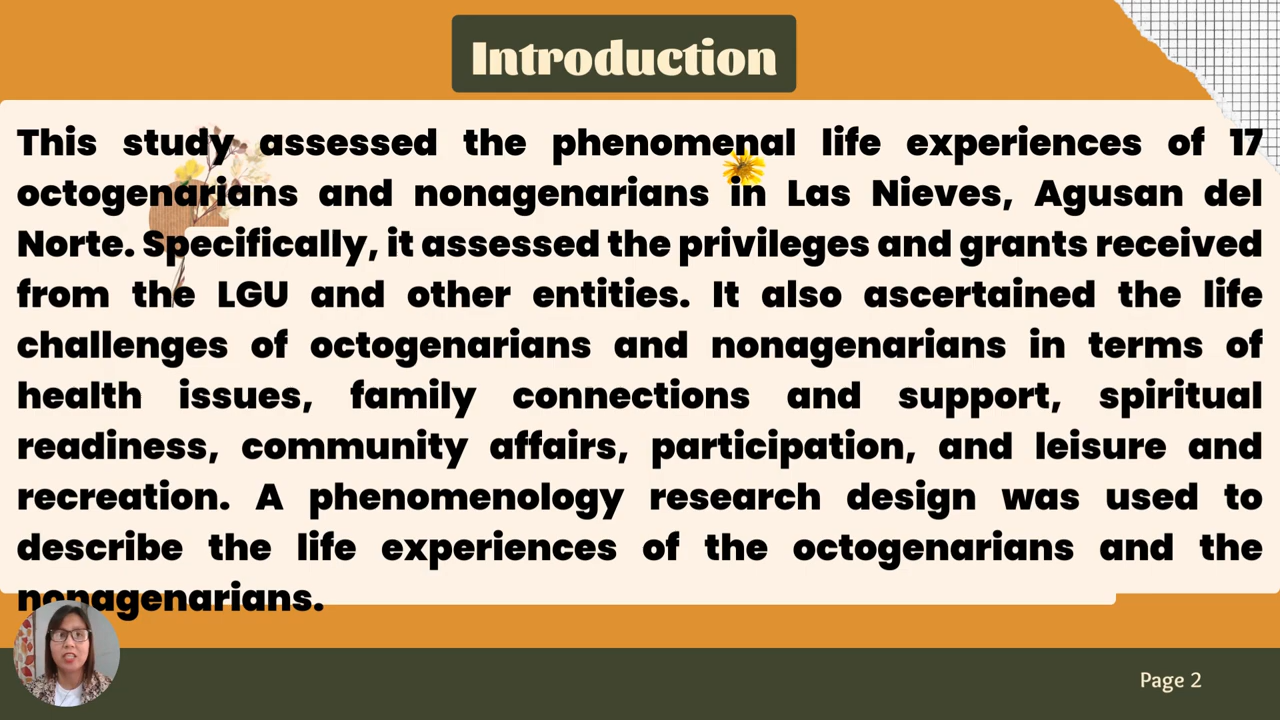 Introduction
This study assessed the phenomenal life experiences of 17
octogenarians and nonagenarians in Las Nieves, Agusan del
Norte. Specifically, it assessed the privileges and grants received
from the LGU and other entities. It also ascertained the life
challenges of octogenarians and nonagenarians in terms of
health issues, family connections and support, spiritual
readiness, community affairs, participation, and leisure and
recreation. A phenomenology research design was used to
describe the life experiences of the octogenarians and the
nonagenarians.
Page 2